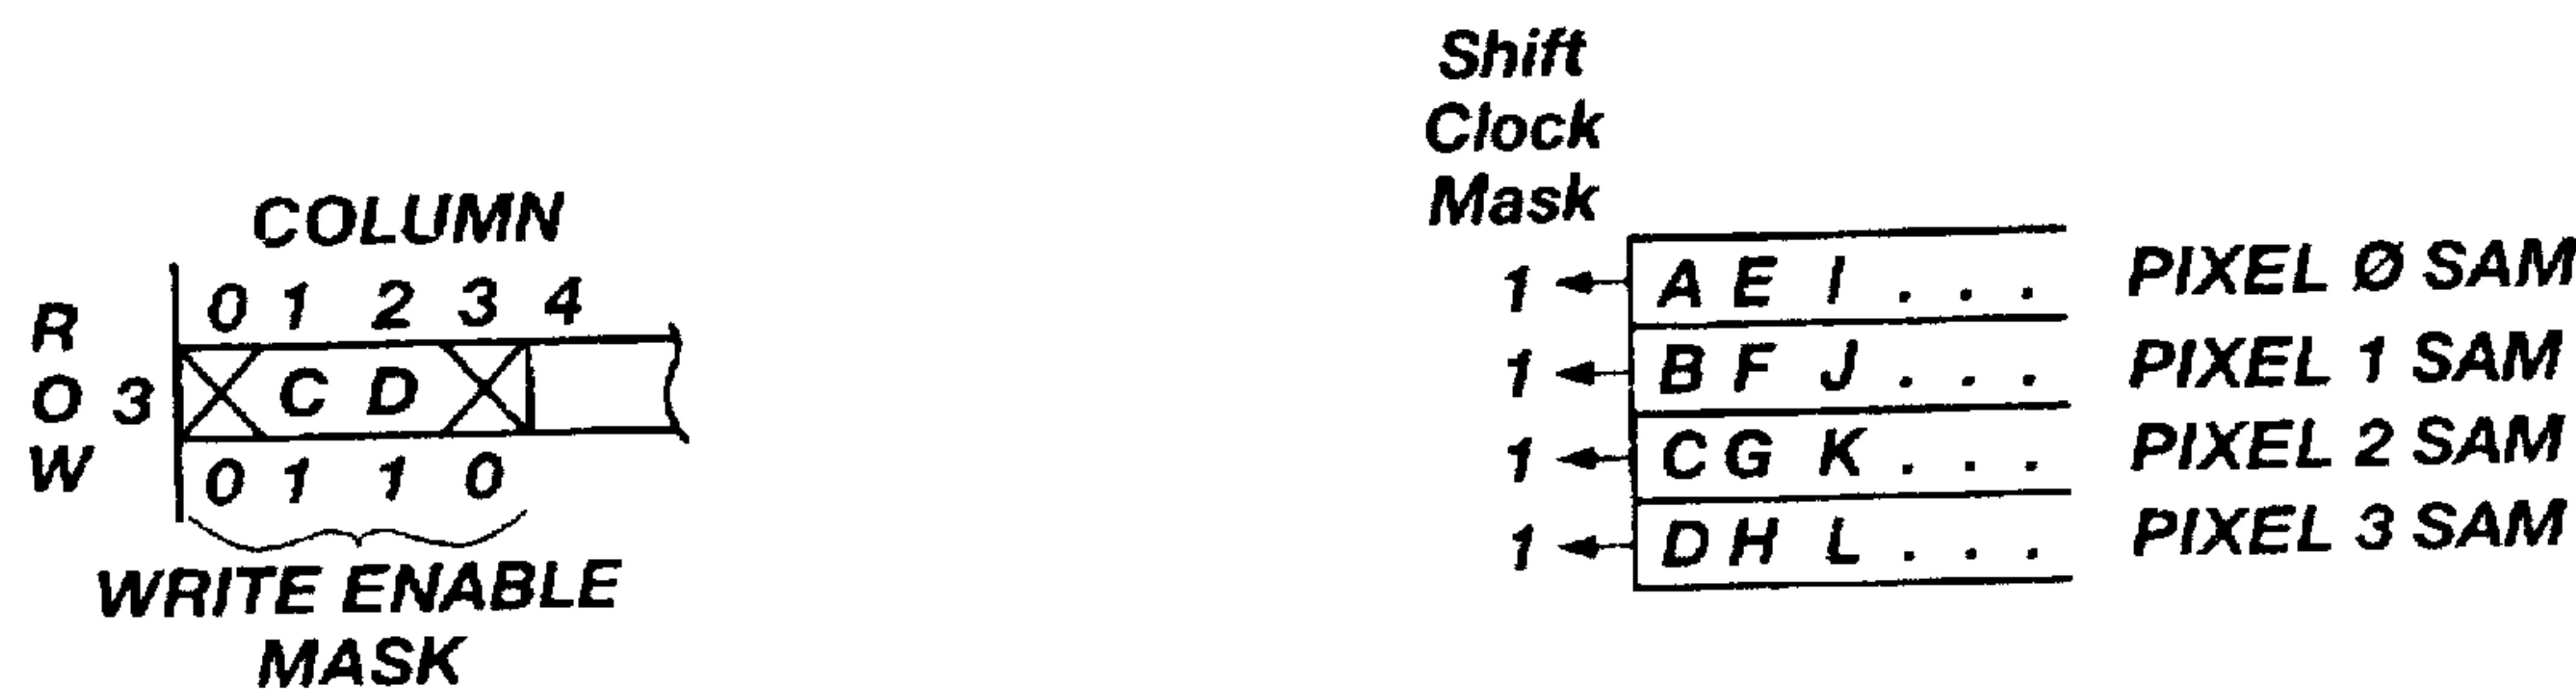 COLUMN
0 1 2 3 4
R
O 3 C D
W 0 1 1 0
WRITE ENABLE
MASK
Shift
Clock
Mask
1 A E I . . . PIXEL Ø SAM
1 B F J . . . PIXEL 1 SAM
1 C G K . . . PIXEL 2 SAM
1 D H L . . . PIXEL 3 SAM